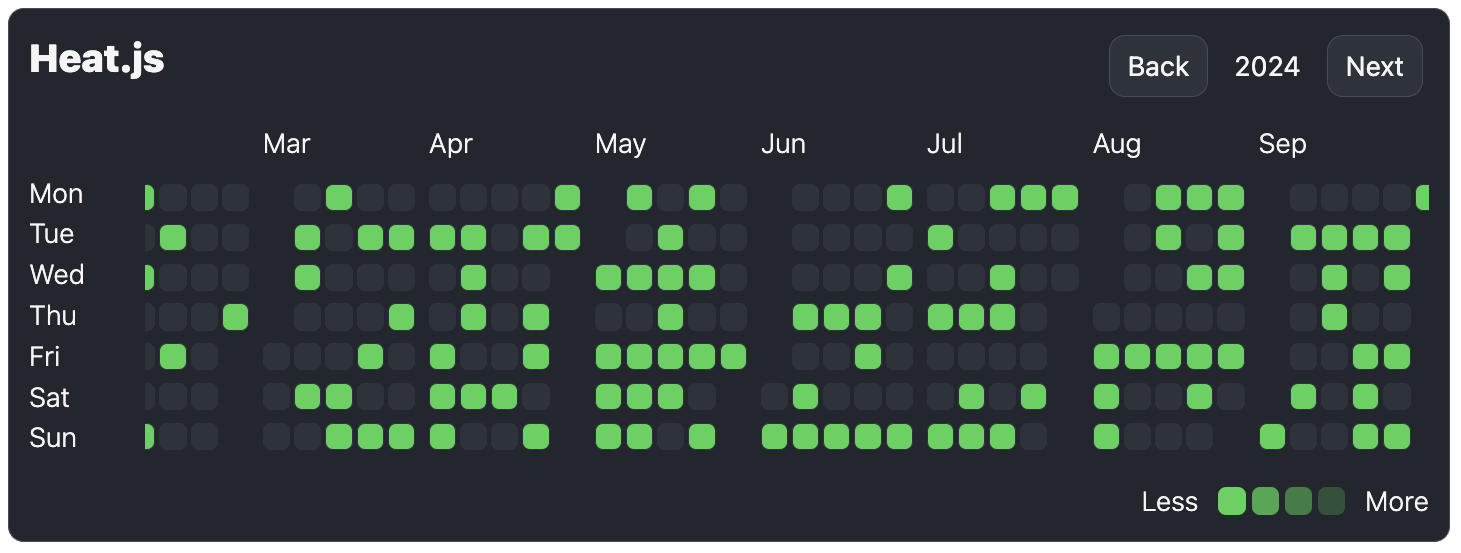 Heat.js
Back 2024 Next
Mar Apr May Jun Jul Aug Sep
Mon
Tue
Wed
Thu
Fri
Sat
Sun
Less More